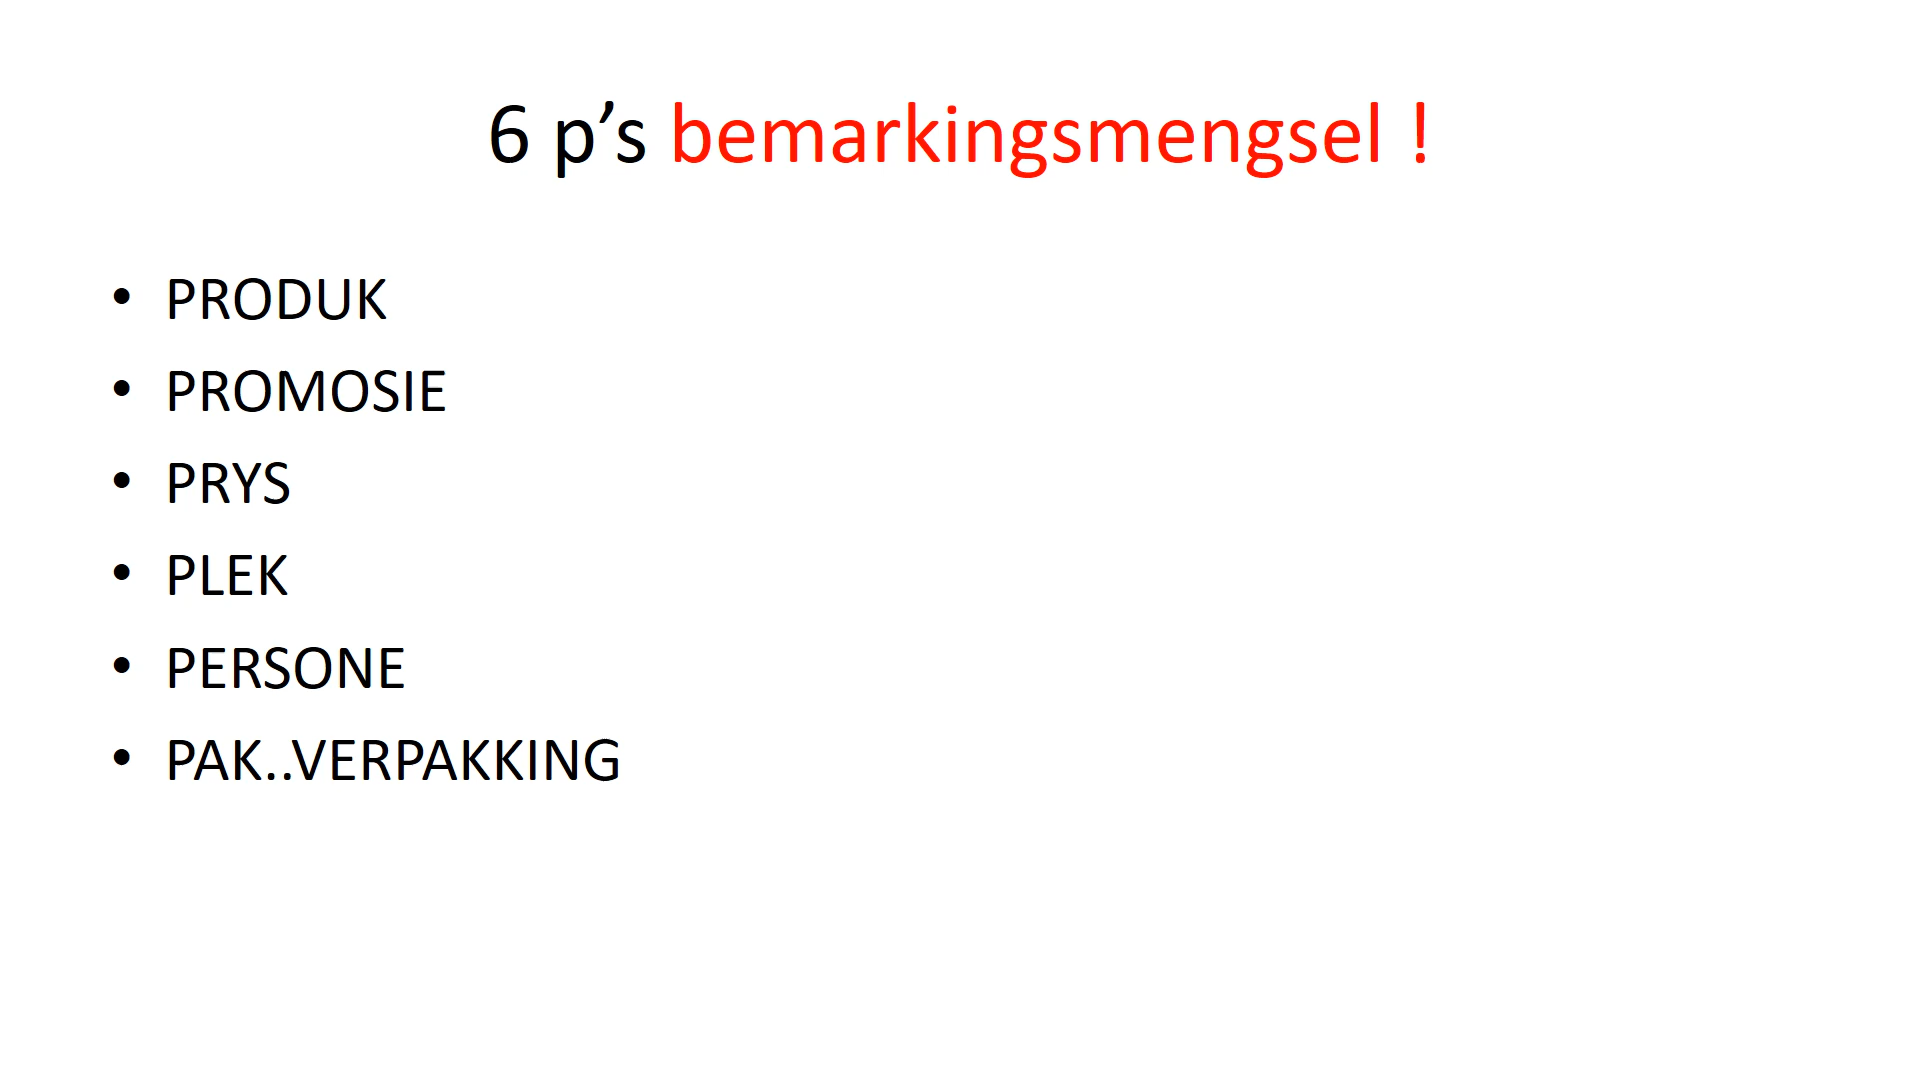 6 p’s bemarkingsmengsel !
• PRODUK
• PROMOSIE
• PRYS
• PLEK
• PERSONE
• PAK..VERPAKKING